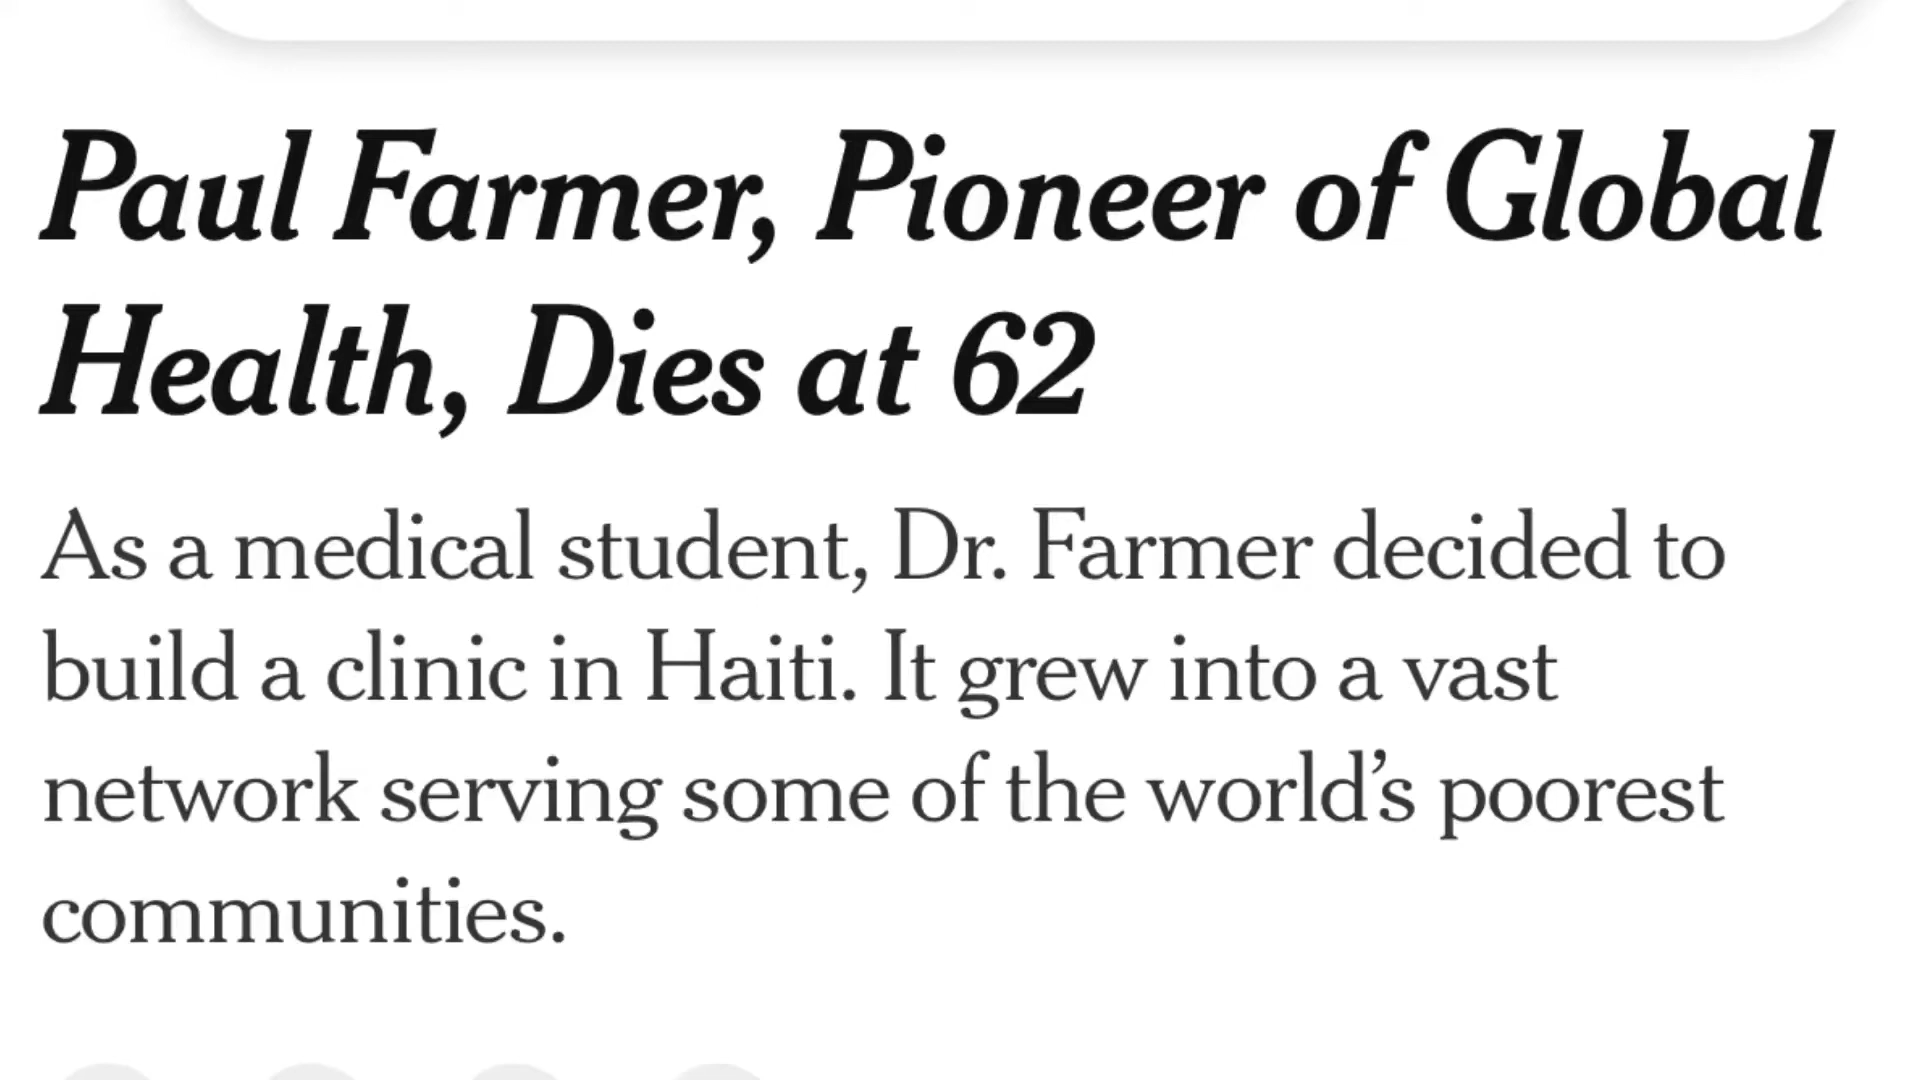 Paul Farmer, Pioneer of Global
Health, Dies at 62
As a medical student, Dr. Farmer decided to
build a clinic in Haiti. It grew into a vast
network serving some of the world’s poorest
communities.